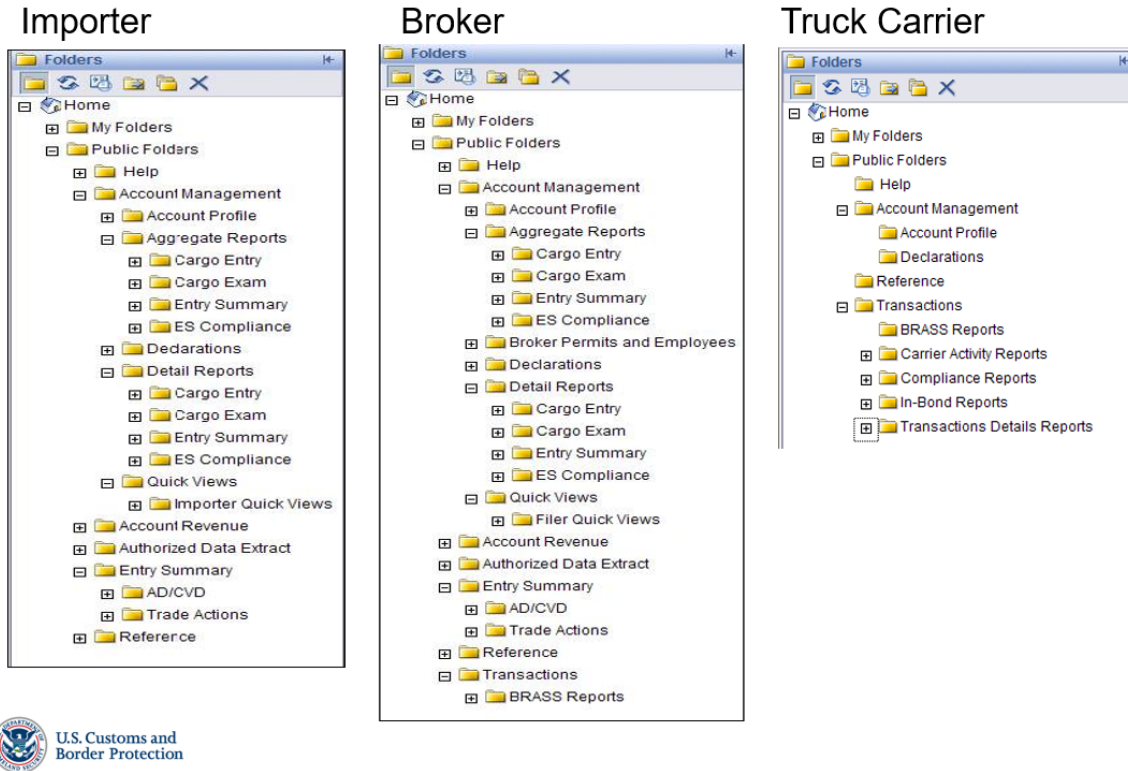 Importer
Folders
Home
My Folders
Public Folders
Help
Account Management
Account Profile
Aggregate Reports
Cargo Entry
Cargo Exam
Entry Summary
ES Compliance
Declarations
Detail Reports
Cargo Entry
Cargo Exam
Entry Summary
ES Compliance
Quick Views
Importer Quick Views
Account Revenue
Authorized Data Extract
Entry Summary
AD/CVD
Trade Actions
Reference
Broker
Folders
Home
My Folders
Public Folders
Help
Account Management
Account Profile
Aggregate Reports
Cargo Entry
Cargo Exam
Entry Summary
ES Compliance
Broker Permits and Employees
Declarations
Detail Reports
Cargo Entry
Cargo Exam
Entry Summary
ES Compliance
Quick Views
Filer Quick Views
Account Revenue
Authorized Data Extract
Entry Summary
AD/CVD
Trade Actions
Reference
Transactions
BRASS Reports
Truck Carrier
Folders
Home
My Folders
Public Folders
Help
Account Management
Account Profile
Declarations
Reference
Transactions
BRASS Reports
Carrier Activity Reports
Compliance Reports
In-Bond Reports
Transactions Details Reports
U.S. Customs and
Border Protection